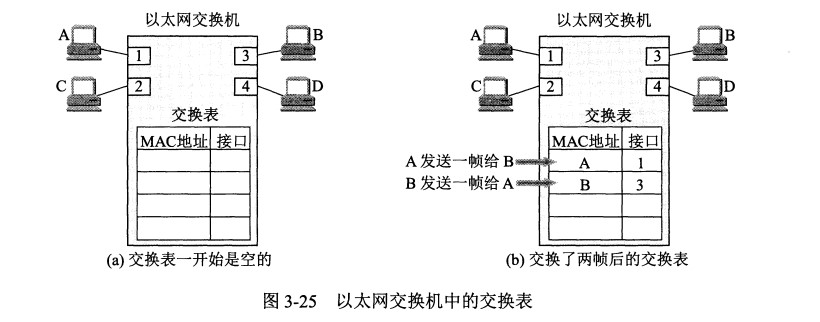 以太网交换机
A
1
3
B
C
2
4
D
交换表
MAC地址 接口
(a) 交换表一开始是空的
以太网交换机
A
1
3
B
C
2
4
D
交换表
MAC地址 接口
A 发送一帧给 B
A 1
B 发送一帧给 A
B 3
(b) 交换了两帧后的交换表
图 3-25 以太网交换机中的交换表